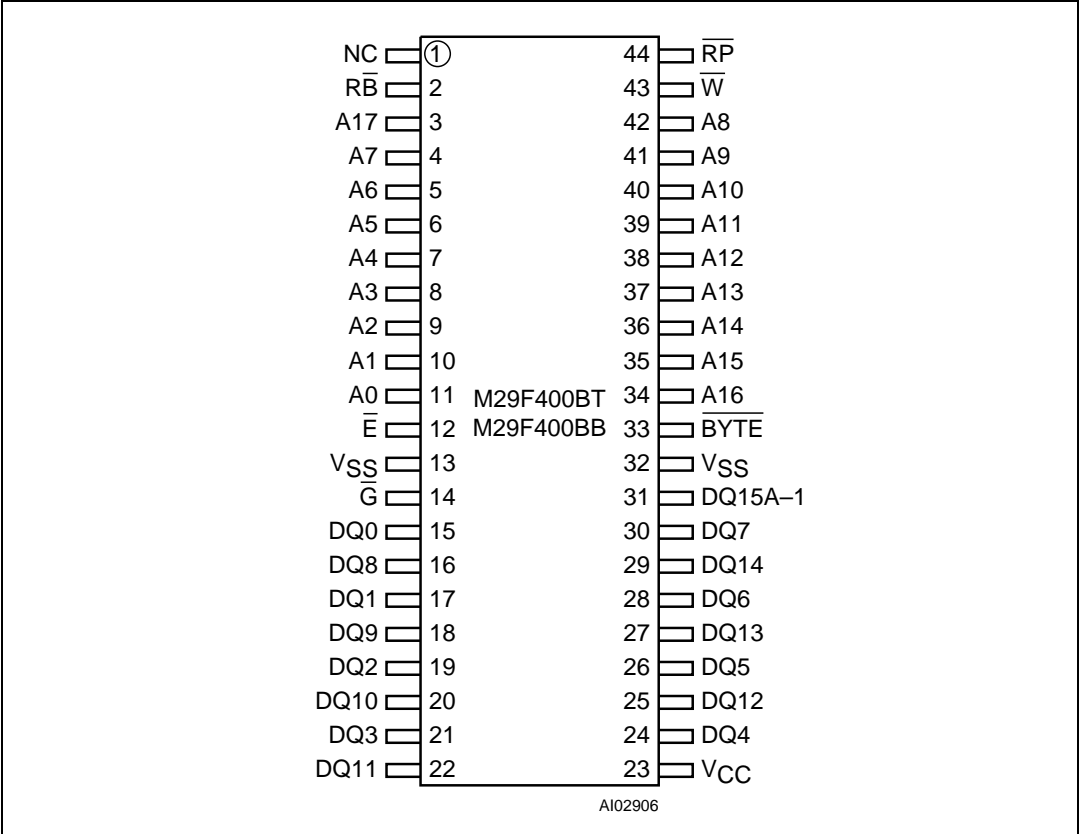 NC 1 44 R̅P̅
RB̅ 2 43 W̅
A17 3 42 A8
A7 4 41 A9
A6 5 40 A10
A5 6 39 A11
A4 7 38 A12
A3 8 37 A13
A2 9 36 A14
A1 10 35 A15
A0 11 M29F400BT 34 A16
E̅ 12 M29F400BB 33 B̅Y̅T̅E̅
VSS 13 32 VSS
G̅ 14 31 DQ15A–1
DQ0 15 30 DQ7
DQ8 16 29 DQ14
DQ1 17 28 DQ6
DQ9 18 27 DQ13
DQ2 19 26 DQ5
DQ10 20 25 DQ12
DQ3 21 24 DQ4
DQ11 22 23 VCC
AI02906